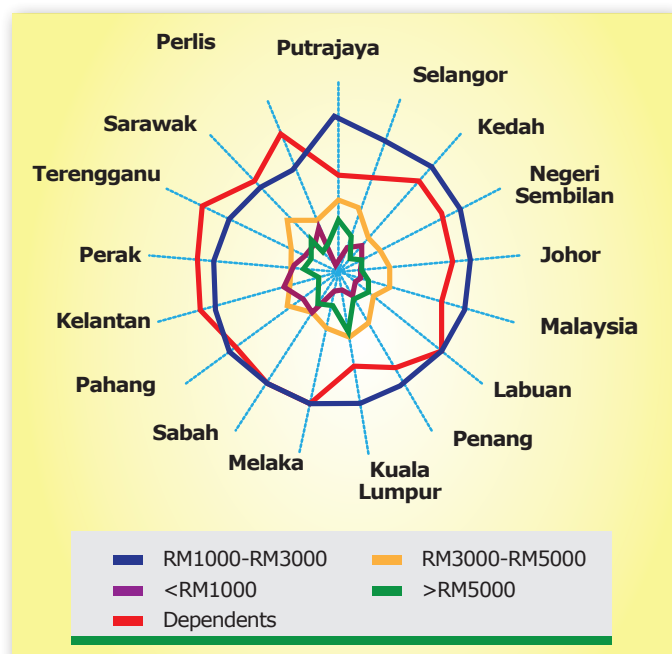 Perlis
Putrajaya
Selangor
Sarawak
Kedah
Terengganu
Negeri
Sembilan
Perak
Johor
Kelantan
Malaysia
Pahang
Labuan
Sabah
Penang
Melaka
Kuala
Lumpur
RM1000-RM3000
RM3000-RM5000
<RM1000
>RM5000
Dependents